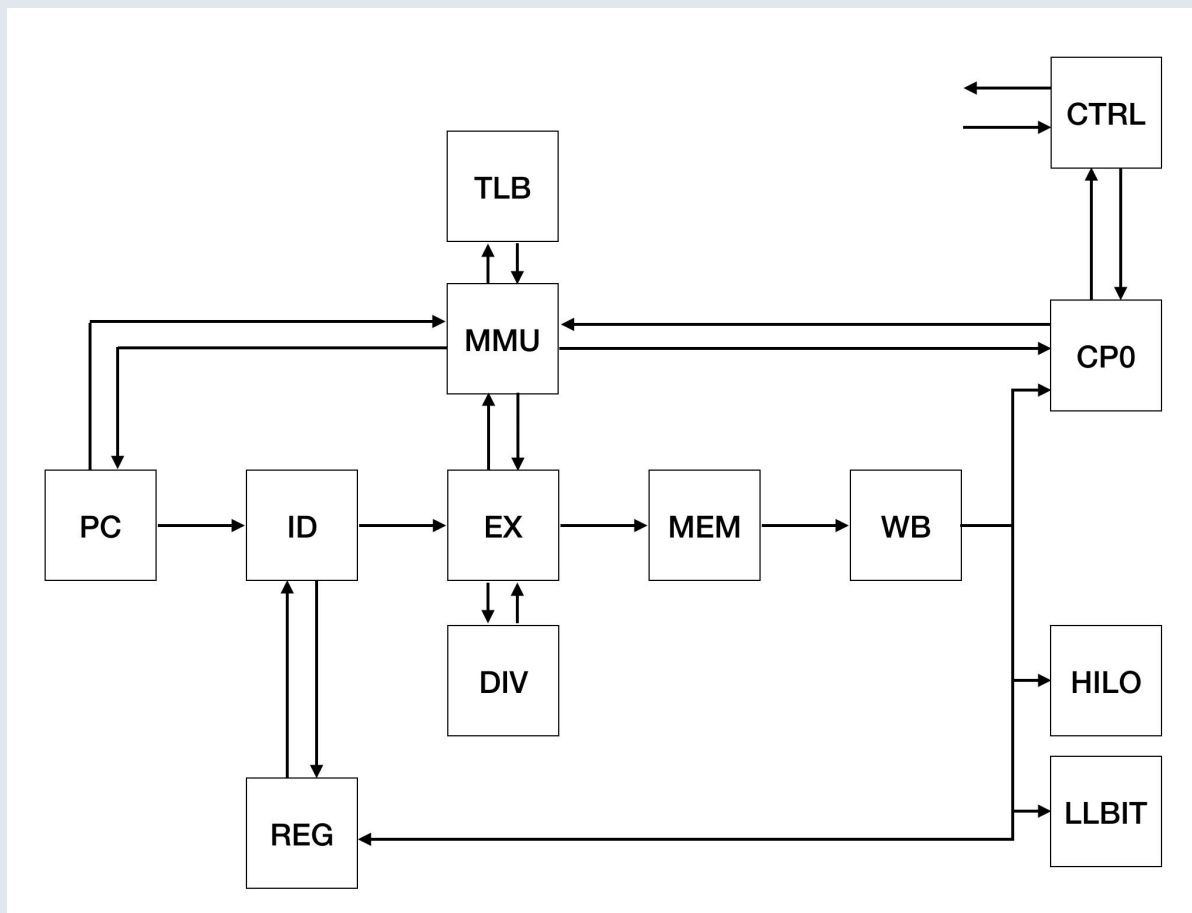 CTRL
TLB
MMU
CP0
PC
ID
EX
MEM
WB
DIV
HILO
LLBIT
REG